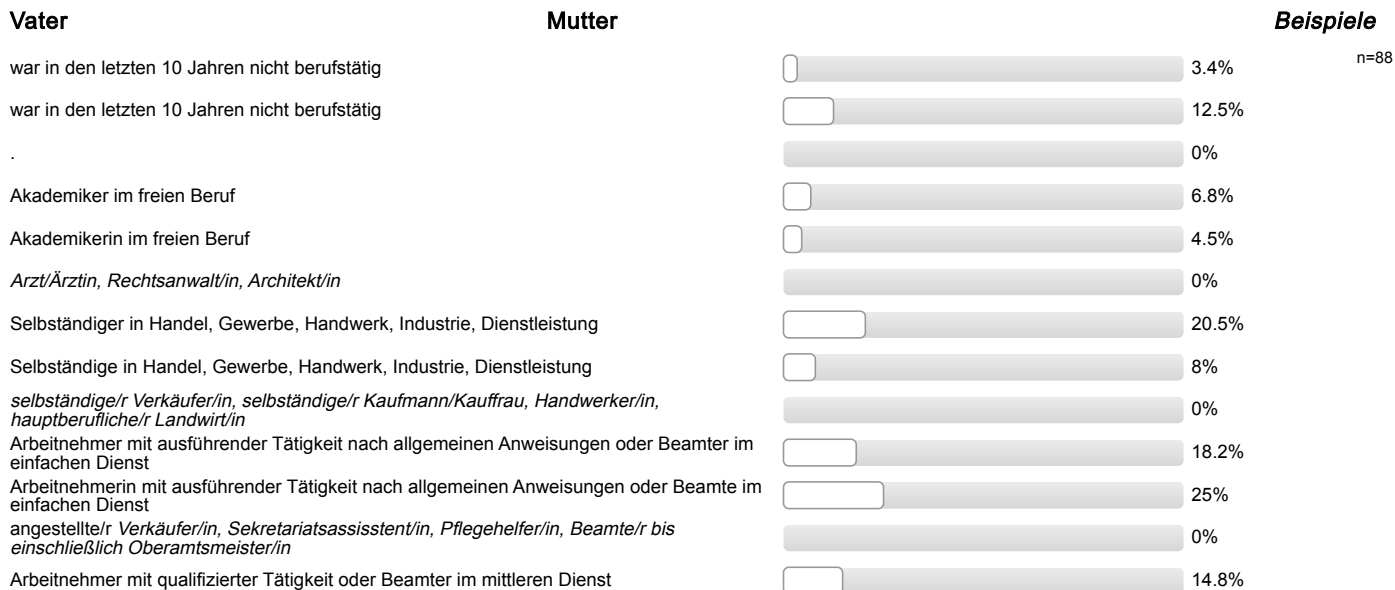 Vater Mutter Beispiele
n=88
war in den letzten 10 Jahren nicht berufstätig 3.4%
war in den letzten 10 Jahren nicht berufstätig 12.5%
. 0%
Akademiker im freien Beruf 6.8%
Akademikerin im freien Beruf 4.5%
Arzt/Ärztin, Rechtsanwalt/in, Architekt/in 0%
Selbständiger in Handel, Gewerbe, Handwerk, Industrie, Dienstleistung 20.5%
Selbständige in Handel, Gewerbe, Handwerk, Industrie, Dienstleistung 8%
selbständige/r Verkäufer/in, selbständige/r Kaufmann/Kauffrau, Handwerker/in,
hauptberufliche/r Landwirt/in 0%
Arbeitnehmer mit ausführender Tätigkeit nach allgemeinen Anweisungen oder Beamter im
einfachen Dienst 18.2%
Arbeitnehmerin mit ausführender Tätigkeit nach allgemeinen Anweisungen oder Beamte im
einfachen Dienst 25%
angestellte/r Verkäufer/in, Sekretariatsassisstent/in, Pflegehelfer/in, Beamte/r bis
einschließlich Oberamtsmeister/in 0%
Arbeitnehmer mit qualifizierter Tätigkeit oder Beamter im mittleren Dienst 14.8%